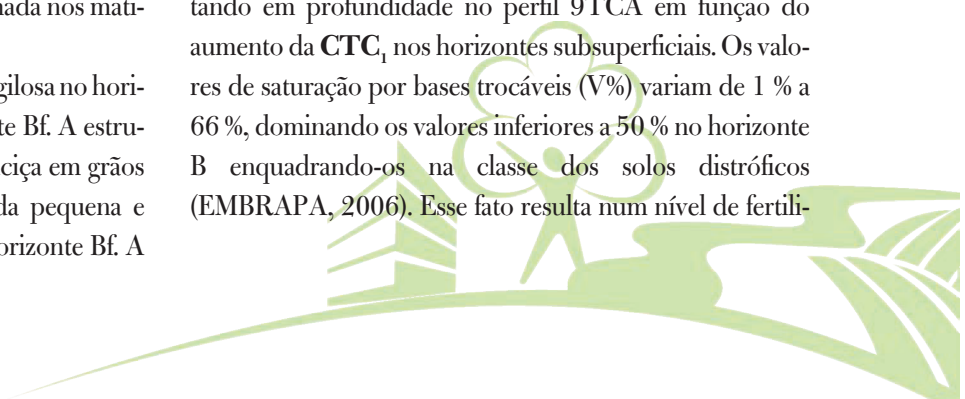 nada nos mati-
gilosa no hori-
te Bf. A estru-
ciça em grãos
da pequena e
orizonte Bf. A
tando em profundidade no perfil 9TCA em função do
aumento da CTC₁ nos horizontes subsuperficiais. Os valo-
res de saturação por bases trocáveis (V%) variam de 1 % a
66 %, dominando os valores inferiores a 50 % no horizonte
B enquadrando-os na classe dos solos distróficos
(EMBRAPA, 2006). Esse fato resulta num nível de fertili-